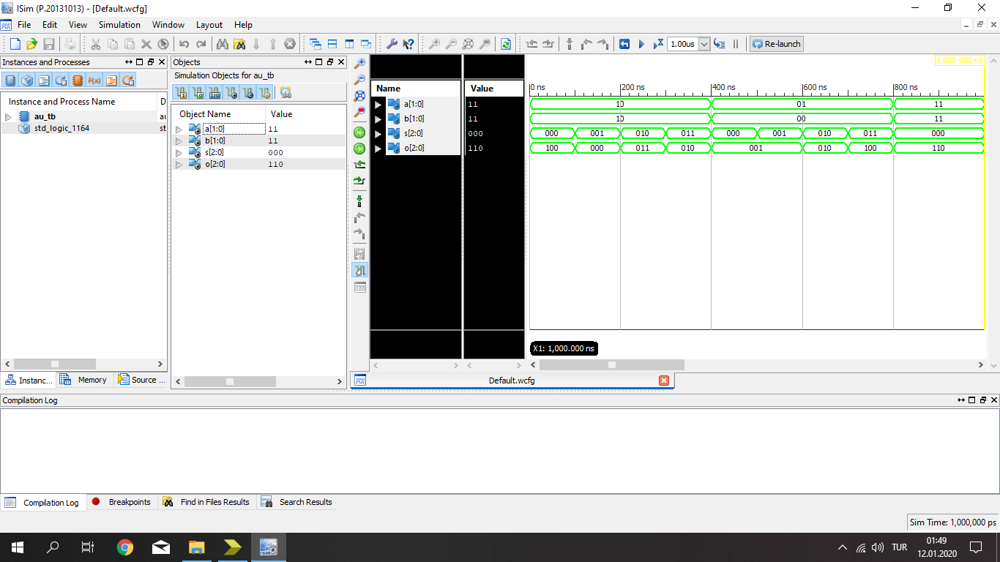 ISim (P.20131013) - [Default.wcfg]
File Edit View Simulation Window Layout Help
1.00us Re-launch
Instances and Processes
Instance and Process Name D
au_tb au
std_logic_1164 st
Instanc... Memory Source ...
Objects
Simulation Objects for au_tb
Object Name Value
a[1:0] 11
b[1:0] 11
s[2:0] 000
o[2:0] 110
1,000.000 ns
Name Value 0 ns 200 ns 400 ns 600 ns 800 ns
a[1:0] 11 10 01 11
b[1:0] 11 10 00 11
s[2:0] 000 000 001 010 011 000 001 010 011 000
o[2:0] 110 100 000 011 010 001 010 100 110
X1: 1,000.000 ns
Default.wcfg
Compilation Log
Compilation Log Breakpoints Find in Files Results Search Results
Sim Time: 1,000,000 ps
TUR 01:49
12.01.2020